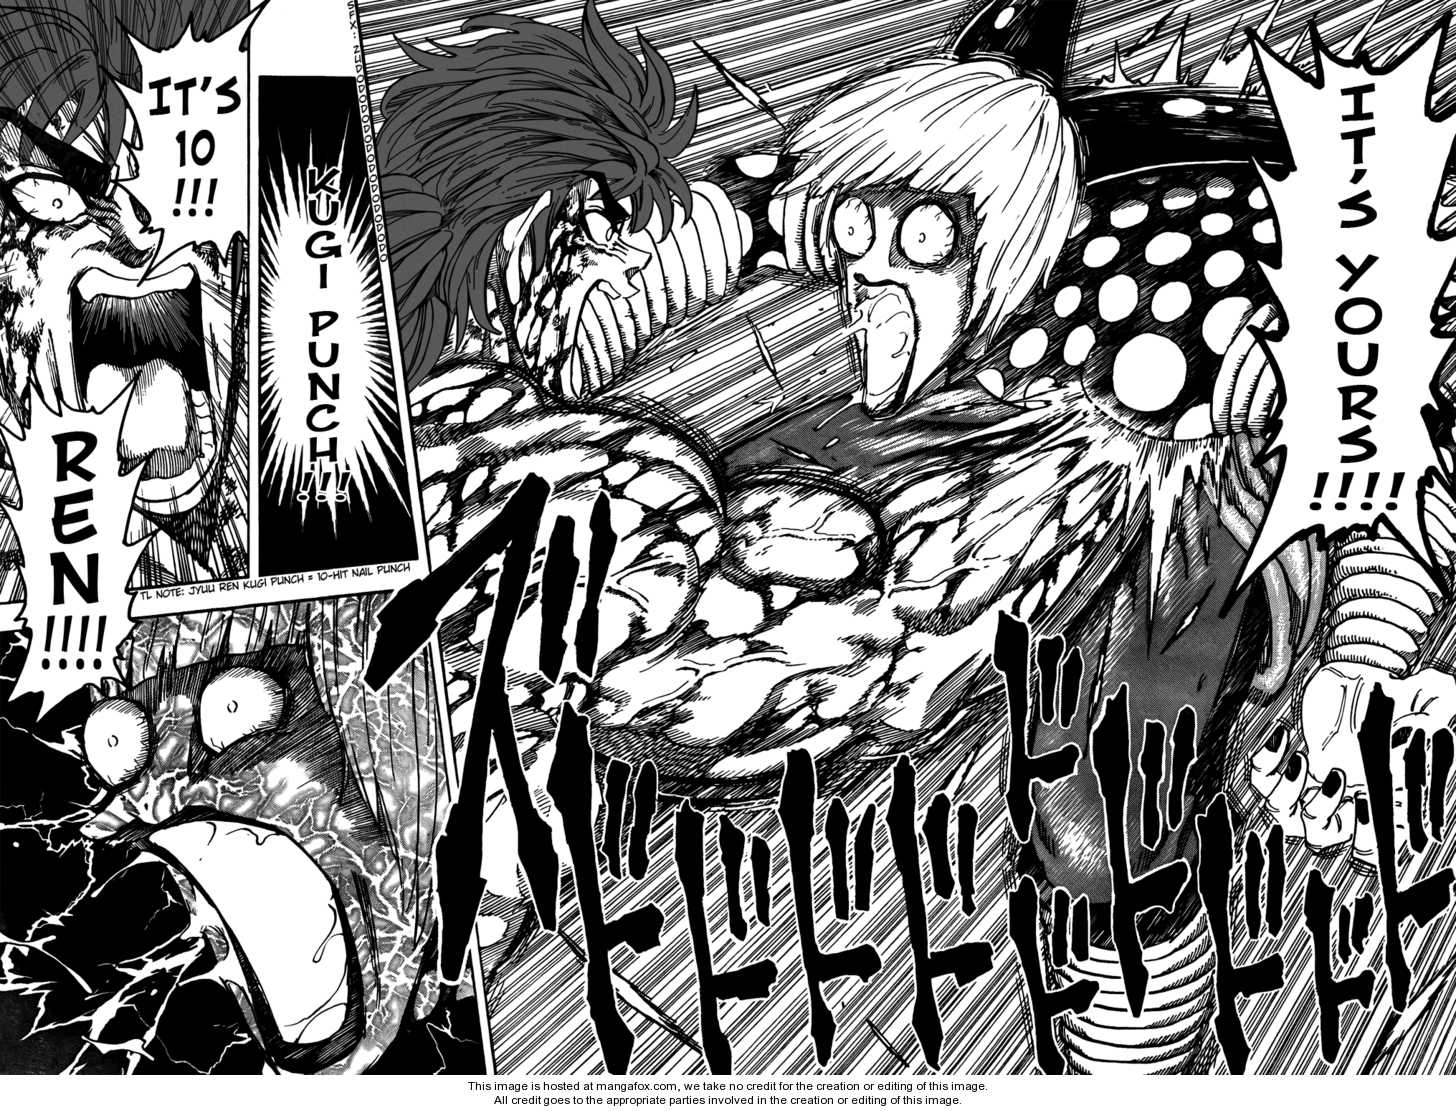 IT'S
YOURS
!!!!
SFX: ZUDODODODODODODODODODO
IT'S
10
!!!
REN
!!!!
KUGI PUNCH
!!!
TL NOTE: JYUU REN KUGI PUNCH = 10-HIT NAIL PUNCH
ズドドドドドドドドドド
This image is hosted at mangafox.com, we take no credit for the creation or editing of this image.
All credit goes to the appropriate parties involved in the creation or editing of this image.